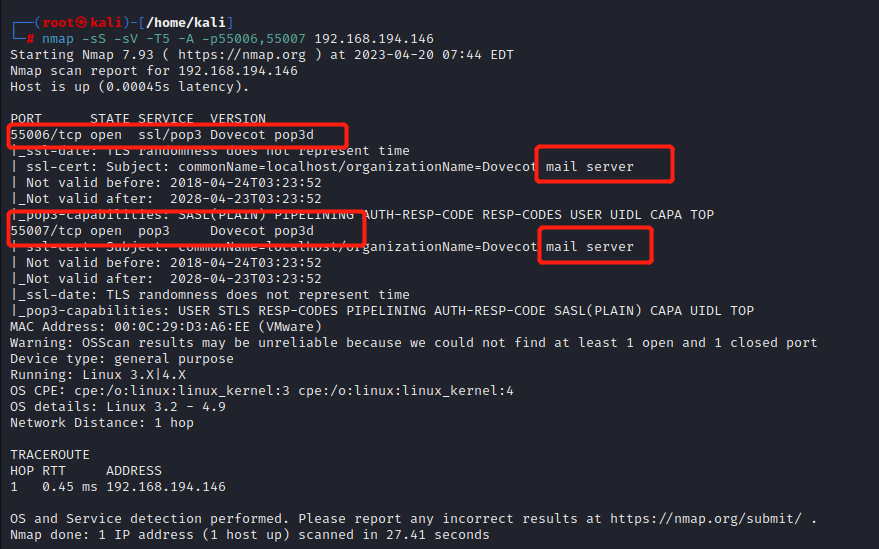 ┌──(root㉿kali)-[/home/kali]
└─# nmap -sS -sV -T5 -A -p55006,55007 192.168.194.146
Starting Nmap 7.93 ( https://nmap.org ) at 2023-04-20 07:44 EDT
Nmap scan report for 192.168.194.146
Host is up (0.00045s latency).
PORT      STATE SERVICE  VERSION
55006/tcp open  ssl/pop3 Dovecot pop3d
|_ssl-date: TLS randomness does not represent time
| ssl-cert: Subject: commonName=localhost/organizationName=Dovecot mail server
| Not valid before: 2018-04-24T03:23:52
|_Not valid after:  2028-04-23T03:23:52
|_pop3-capabilities: SASL(PLAIN) PIPELINING AUTH-RESP-CODE RESP-CODES USER UIDL CAPA TOP
55007/tcp open  pop3     Dovecot pop3d
| ssl-cert: Subject: commonName=localhost/organizationName=Dovecot mail server
| Not valid before: 2018-04-24T03:23:52
|_Not valid after:  2028-04-23T03:23:52
|_ssl-date: TLS randomness does not represent time
|_pop3-capabilities: USER STLS RESP-CODES PIPELINING AUTH-RESP-CODE SASL(PLAIN) CAPA UIDL TOP
MAC Address: 00:0C:29:D3:A6:EE (VMware)
Warning: OSScan results may be unreliable because we could not find at least 1 open and 1 closed port
Device type: general purpose
Running: Linux 3.X|4.X
OS CPE: cpe:/o:linux:linux_kernel:3 cpe:/o:linux:linux_kernel:4
OS details: Linux 3.2 - 4.9
Network Distance: 1 hop
TRACEROUTE
HOP RTT     ADDRESS
1   0.45 ms 192.168.194.146
OS and Service detection performed. Please report any incorrect results at https://nmap.org/submit/ .
Nmap done: 1 IP address (1 host up) scanned in 27.41 seconds